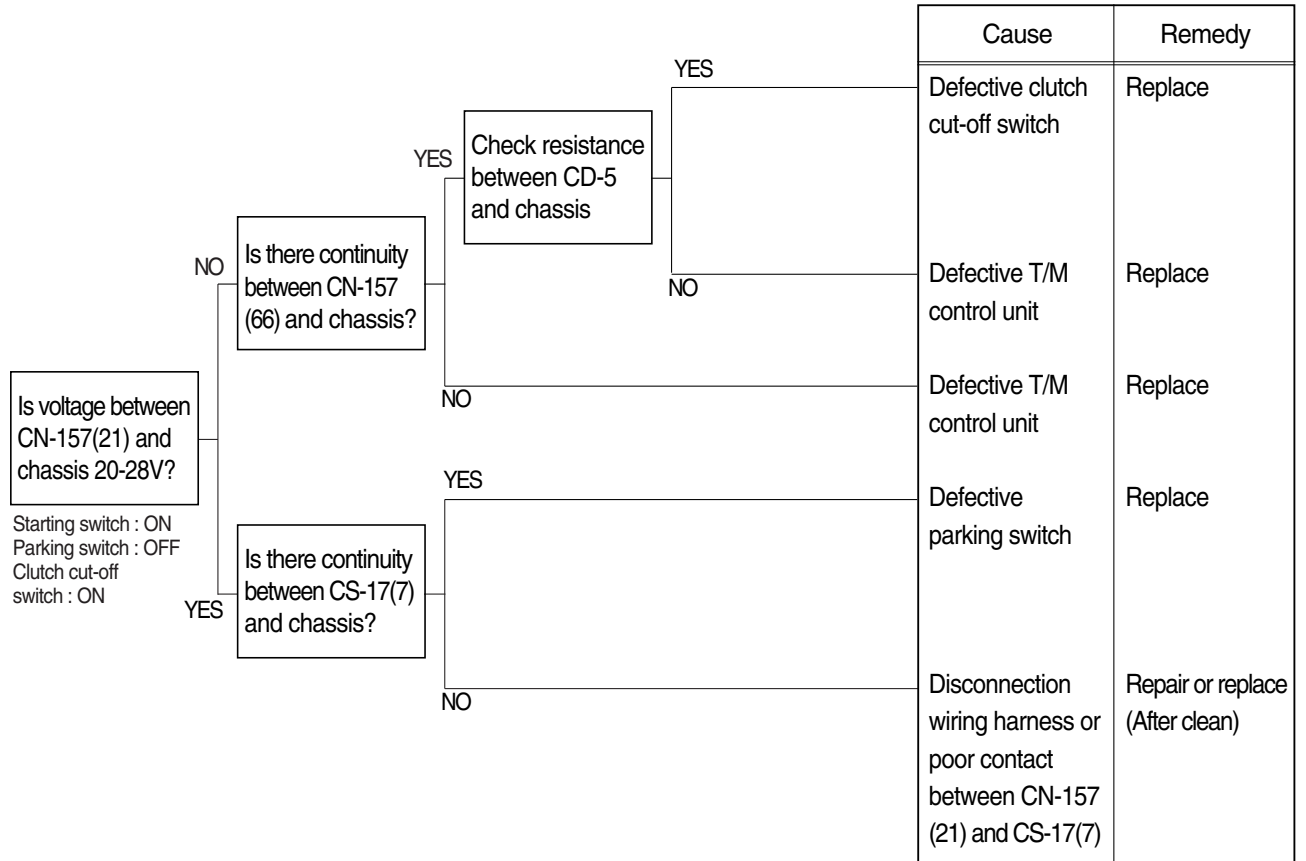 Is voltage between
CN-157(21) and
chassis 20-28V?
Starting switch : ON
Parking switch : OFF
Clutch cut-off
switch : ON
NO
Is there continuity
between CN-157
(66) and chassis?
YES
Check resistance
between CD-5
and chassis
YES
NO
NO
YES
Is there continuity
between CS-17(7)
and chassis?
YES
NO
Cause
Remedy
Defective clutch
cut-off switch
Replace
Defective T/M
control unit
Replace
Defective T/M
control unit
Replace
Defective
parking switch
Replace
Disconnection
wiring harness or
poor contact
between CN-157
(21) and CS-17(7)
Repair or replace
(After clean)